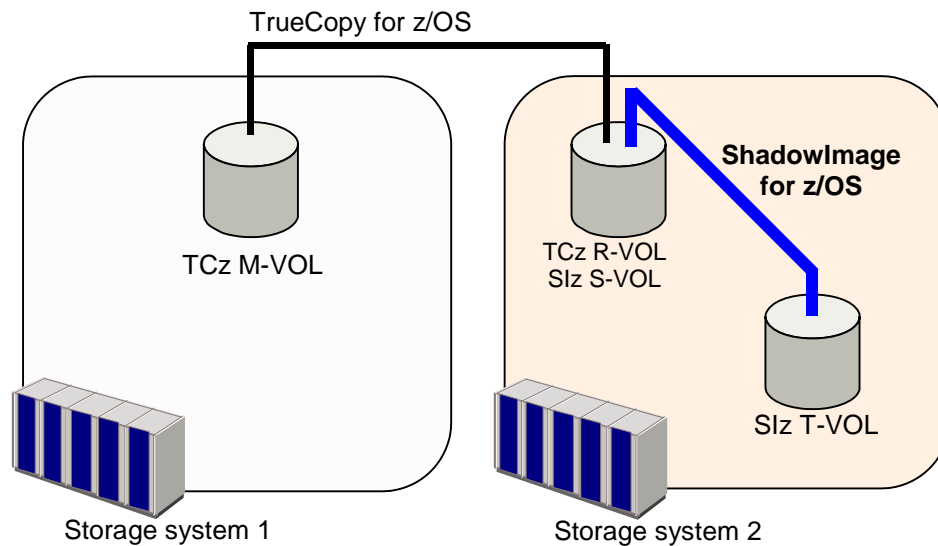 TrueCopy for z/OS
ShadowImage
for z/OS
TCz M-VOL
TCz R-VOL
SIz S-VOL
SIz T-VOL
Storage system 1
Storage system 2